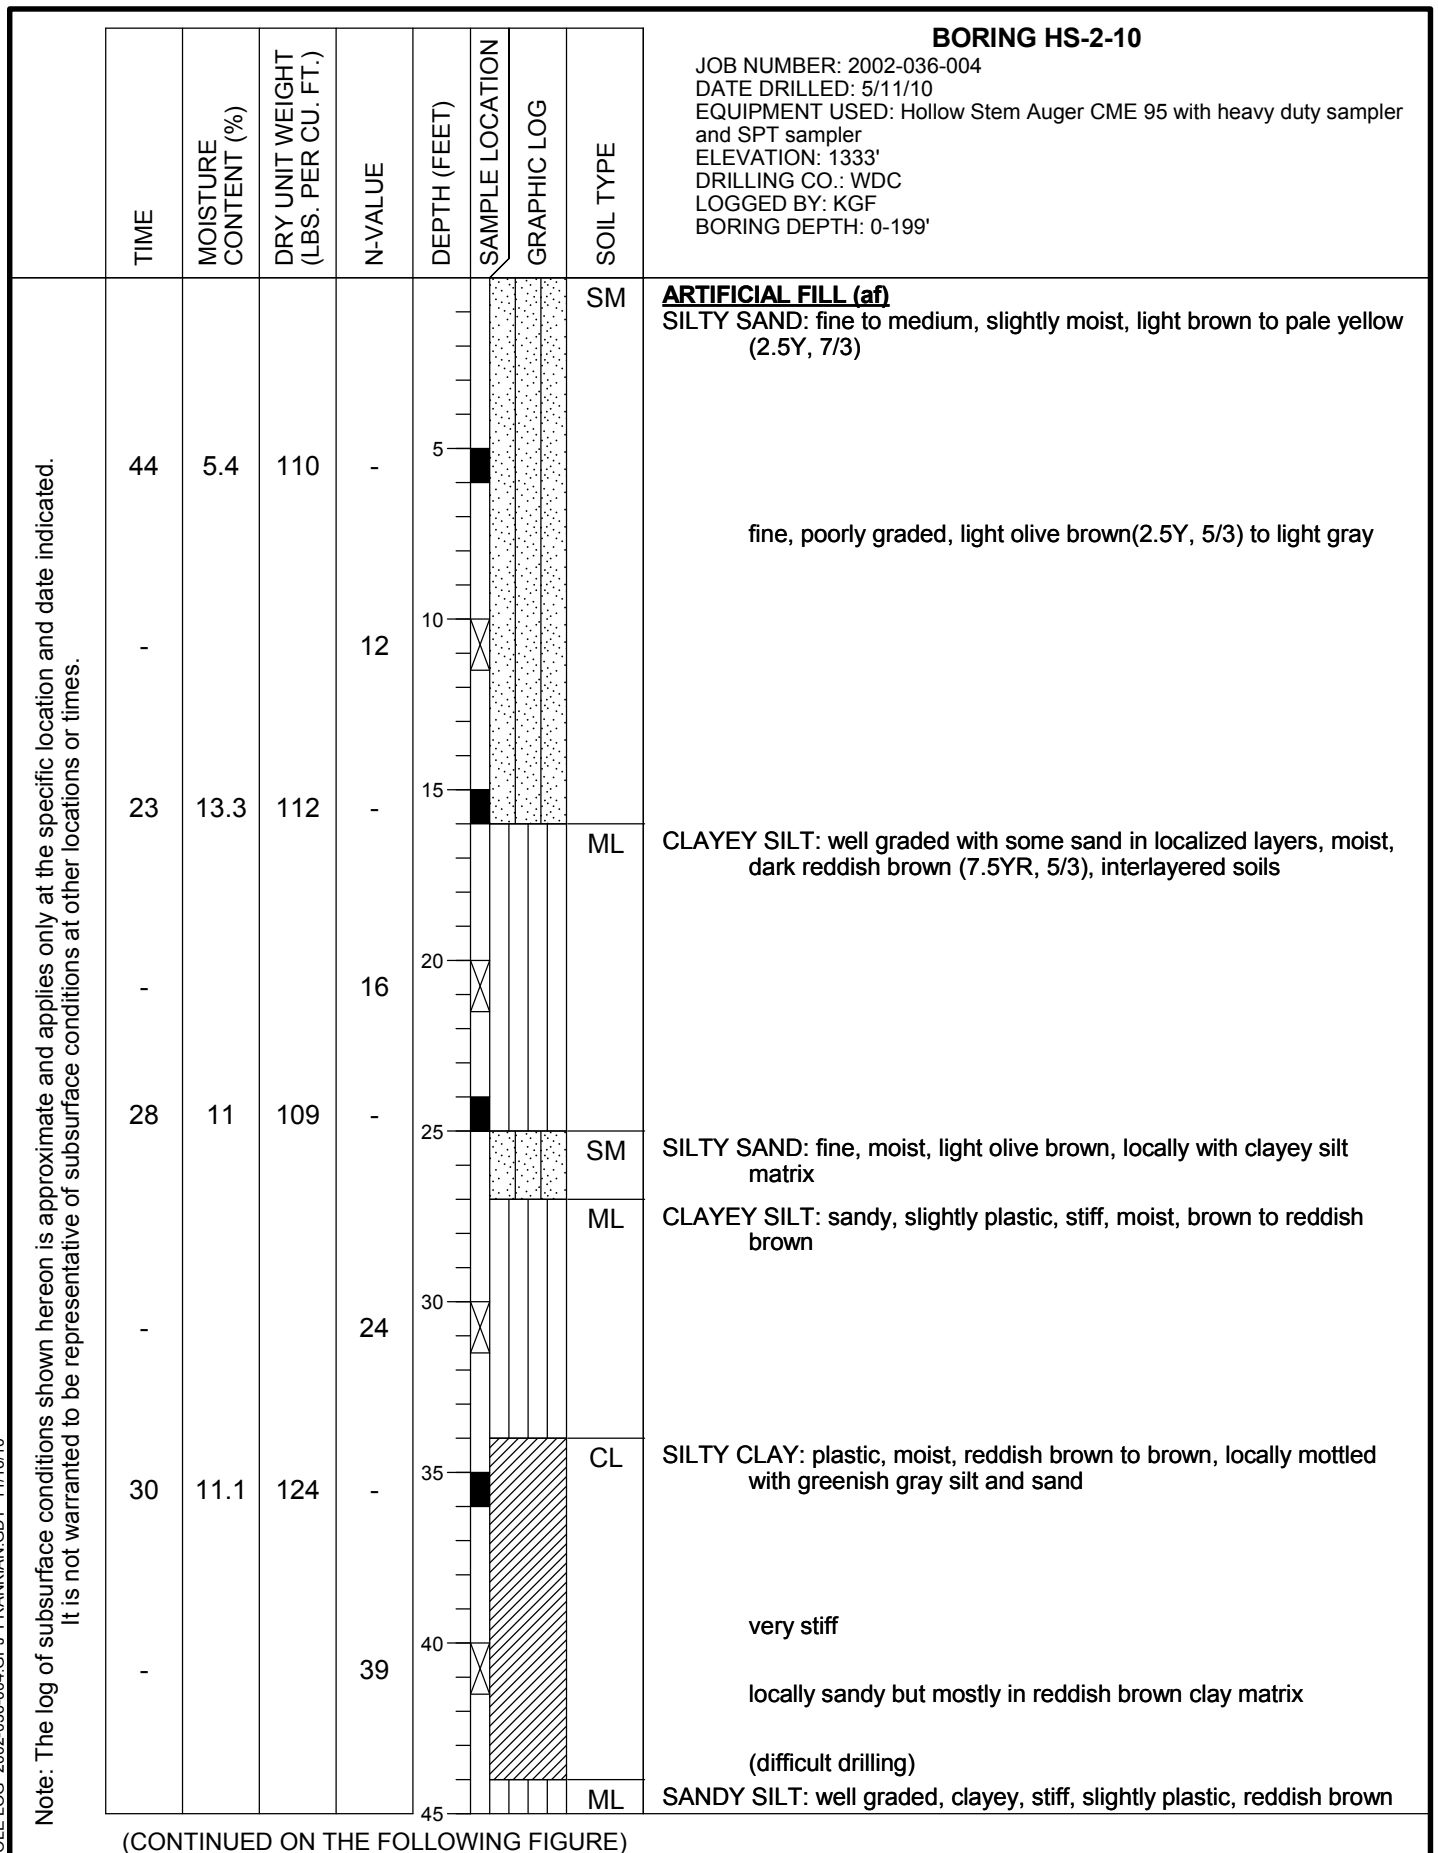 BORING HS-2-10
JOB NUMBER: 2002-036-004
DATE DRILLED: 5/11/10
EQUIPMENT USED: Hollow Stem Auger CME 95 with heavy duty sampler
and SPT sampler
ELEVATION: 1333'
DRILLING CO.: WDC
LOGGED BY: KGF
BORING DEPTH: 0-199'
TIME
MOISTURE
CONTENT (%)
DRY UNIT WEIGHT
(LBS. PER CU. FT.)
N-VALUE
DEPTH (FEET)
SAMPLE LOCATION
GRAPHIC LOG
SOIL TYPE
SM
ARTIFICIAL FILL (af)
SILTY SAND: fine to medium, slightly moist, light brown to pale yellow
(2.5Y, 7/3)
5
44 5.4 110 -
fine, poorly graded, light olive brown(2.5Y, 5/3) to light gray
10
- 12
15
23 13.3 112 -
ML CLAYEY SILT: well graded with some sand in localized layers, moist,
dark reddish brown (7.5YR, 5/3), interlayered soils
20
- 16
28 11 109 -
25
SM SILTY SAND: fine, moist, light olive brown, locally with clayey silt
matrix
ML CLAYEY SILT: sandy, slightly plastic, stiff, moist, brown to reddish
brown
30
- 24
CL SILTY CLAY: plastic, moist, reddish brown to brown, locally mottled
with greenish gray silt and sand
35
30 11.1 124 -
very stiff
40
- 39
locally sandy but mostly in reddish brown clay matrix
(difficult drilling)
ML SANDY SILT: well graded, clayey, stiff, slightly plastic, reddish brown
45
(CONTINUED ON THE FOLLOWING FIGURE)
Note: The log of subsurface conditions shown hereon is approximate and applies only at the specific location and date indicated.
It is not warranted to be representative of subsurface conditions at other locations or times.